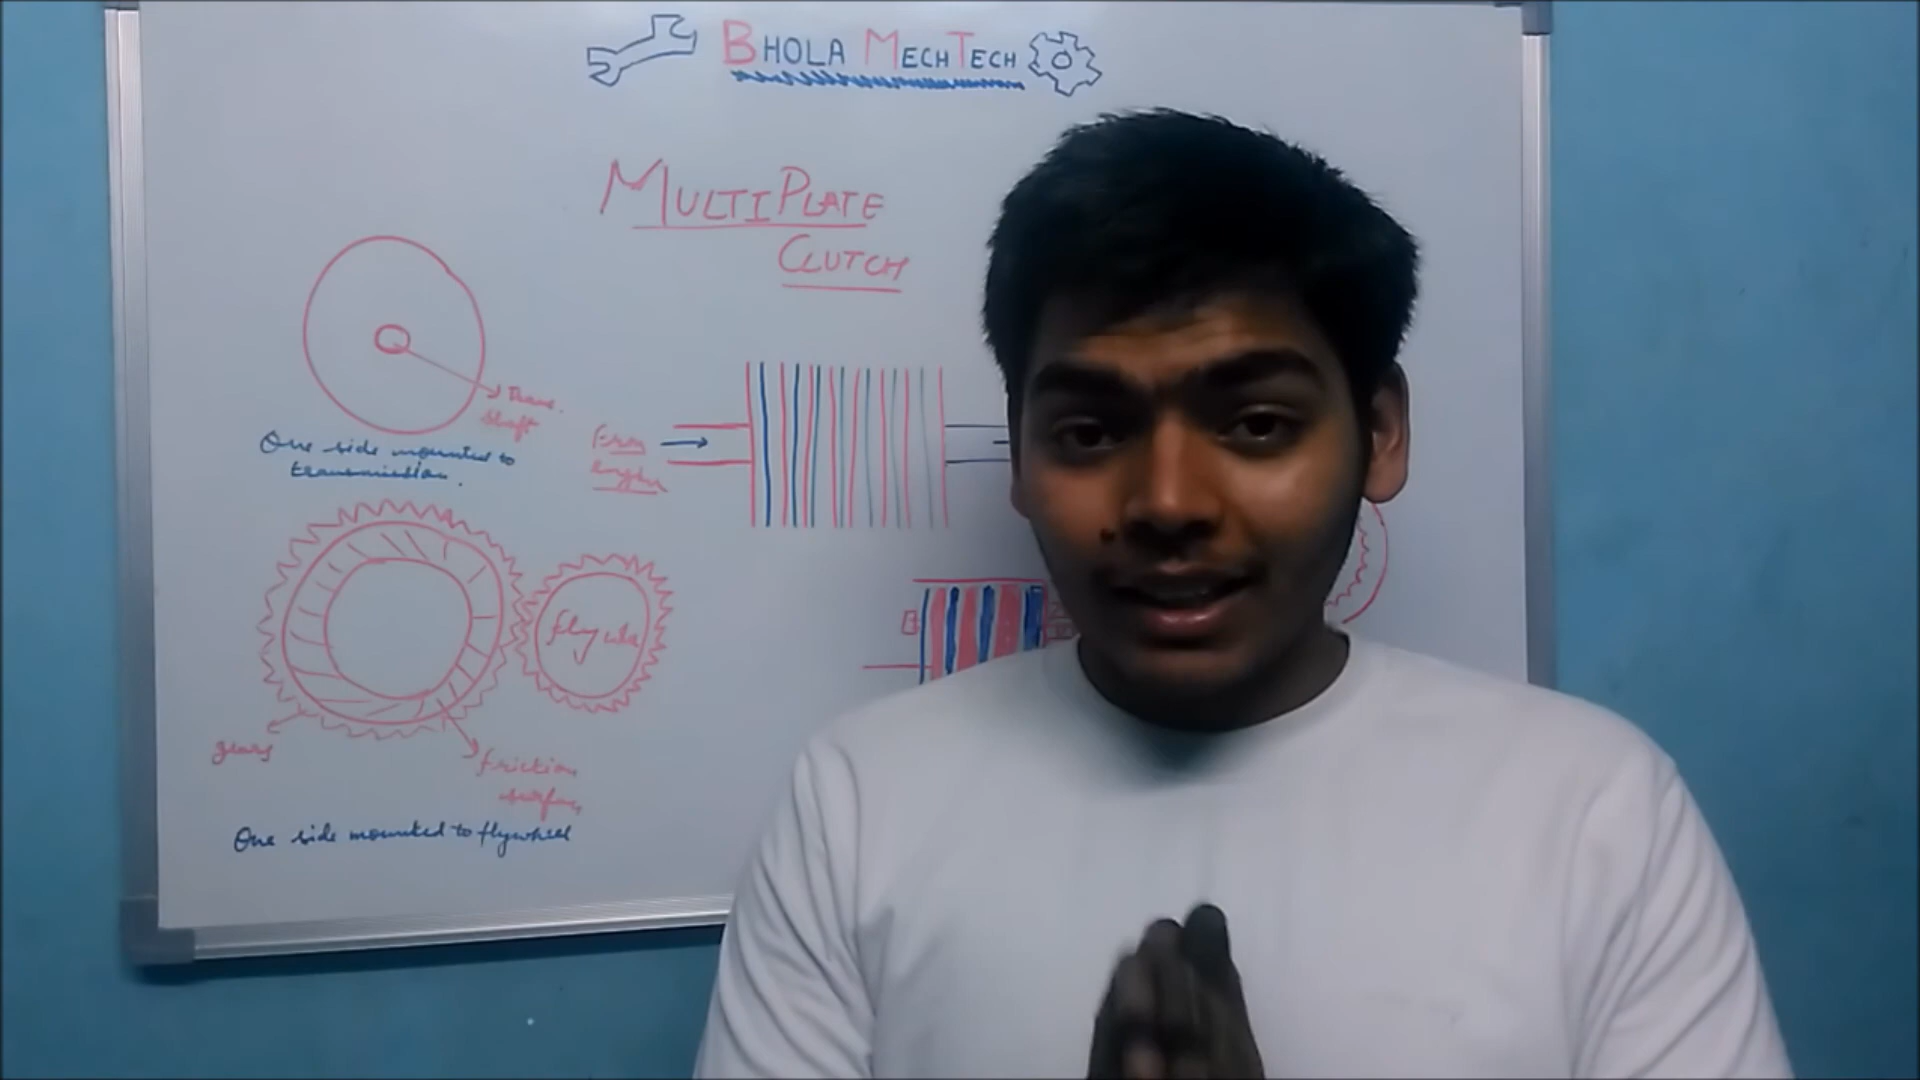 BHOLA MECHTECH
MULTIPLATE
CLUTCH
Trans.
shaft
One side mounted to
transmission.
From
engine
flywheel
gears
friction
surface
One side mounted to flywheel